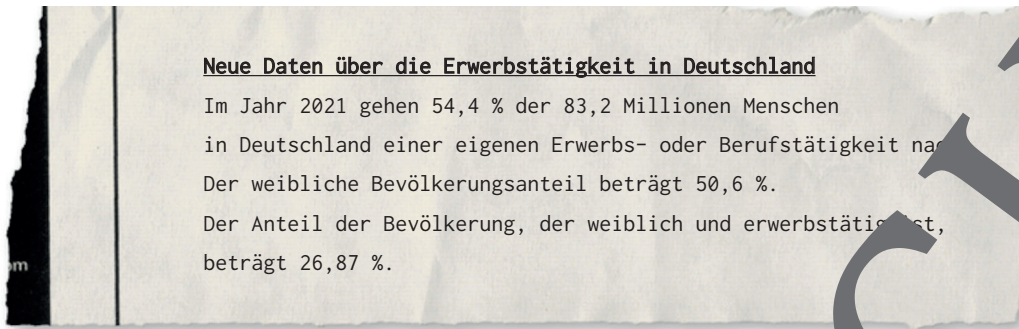 Neue Daten über die Erwerbstätigkeit in Deutschland
Im Jahr 2021 gehen 54,4 % der 83,2 Millionen Menschen
in Deutschland einer eigenen Erwerbs- oder Berufstätigkeit
Der weibliche Bevölkerungsanteil beträgt 50,6 %.
Der Anteil der Bevölkerung, der weiblich und erwerbstätig ist,
beträgt 26,87 %.